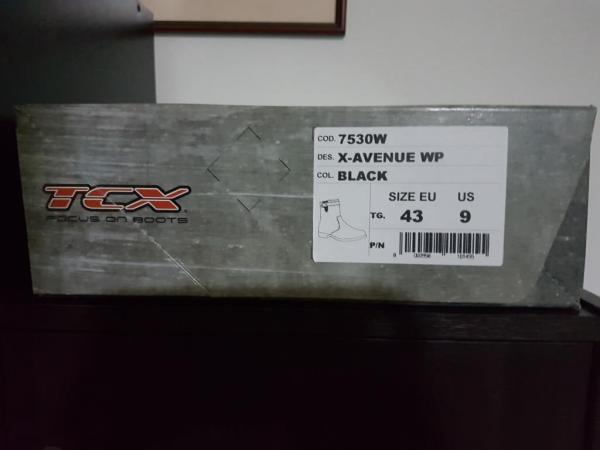 TCX
FOCUS ON BOOTS
COD. 7530W
DES. X-AVENUE WP
COL. BLACK
SIZE EU US
TG. 43 9
P/N